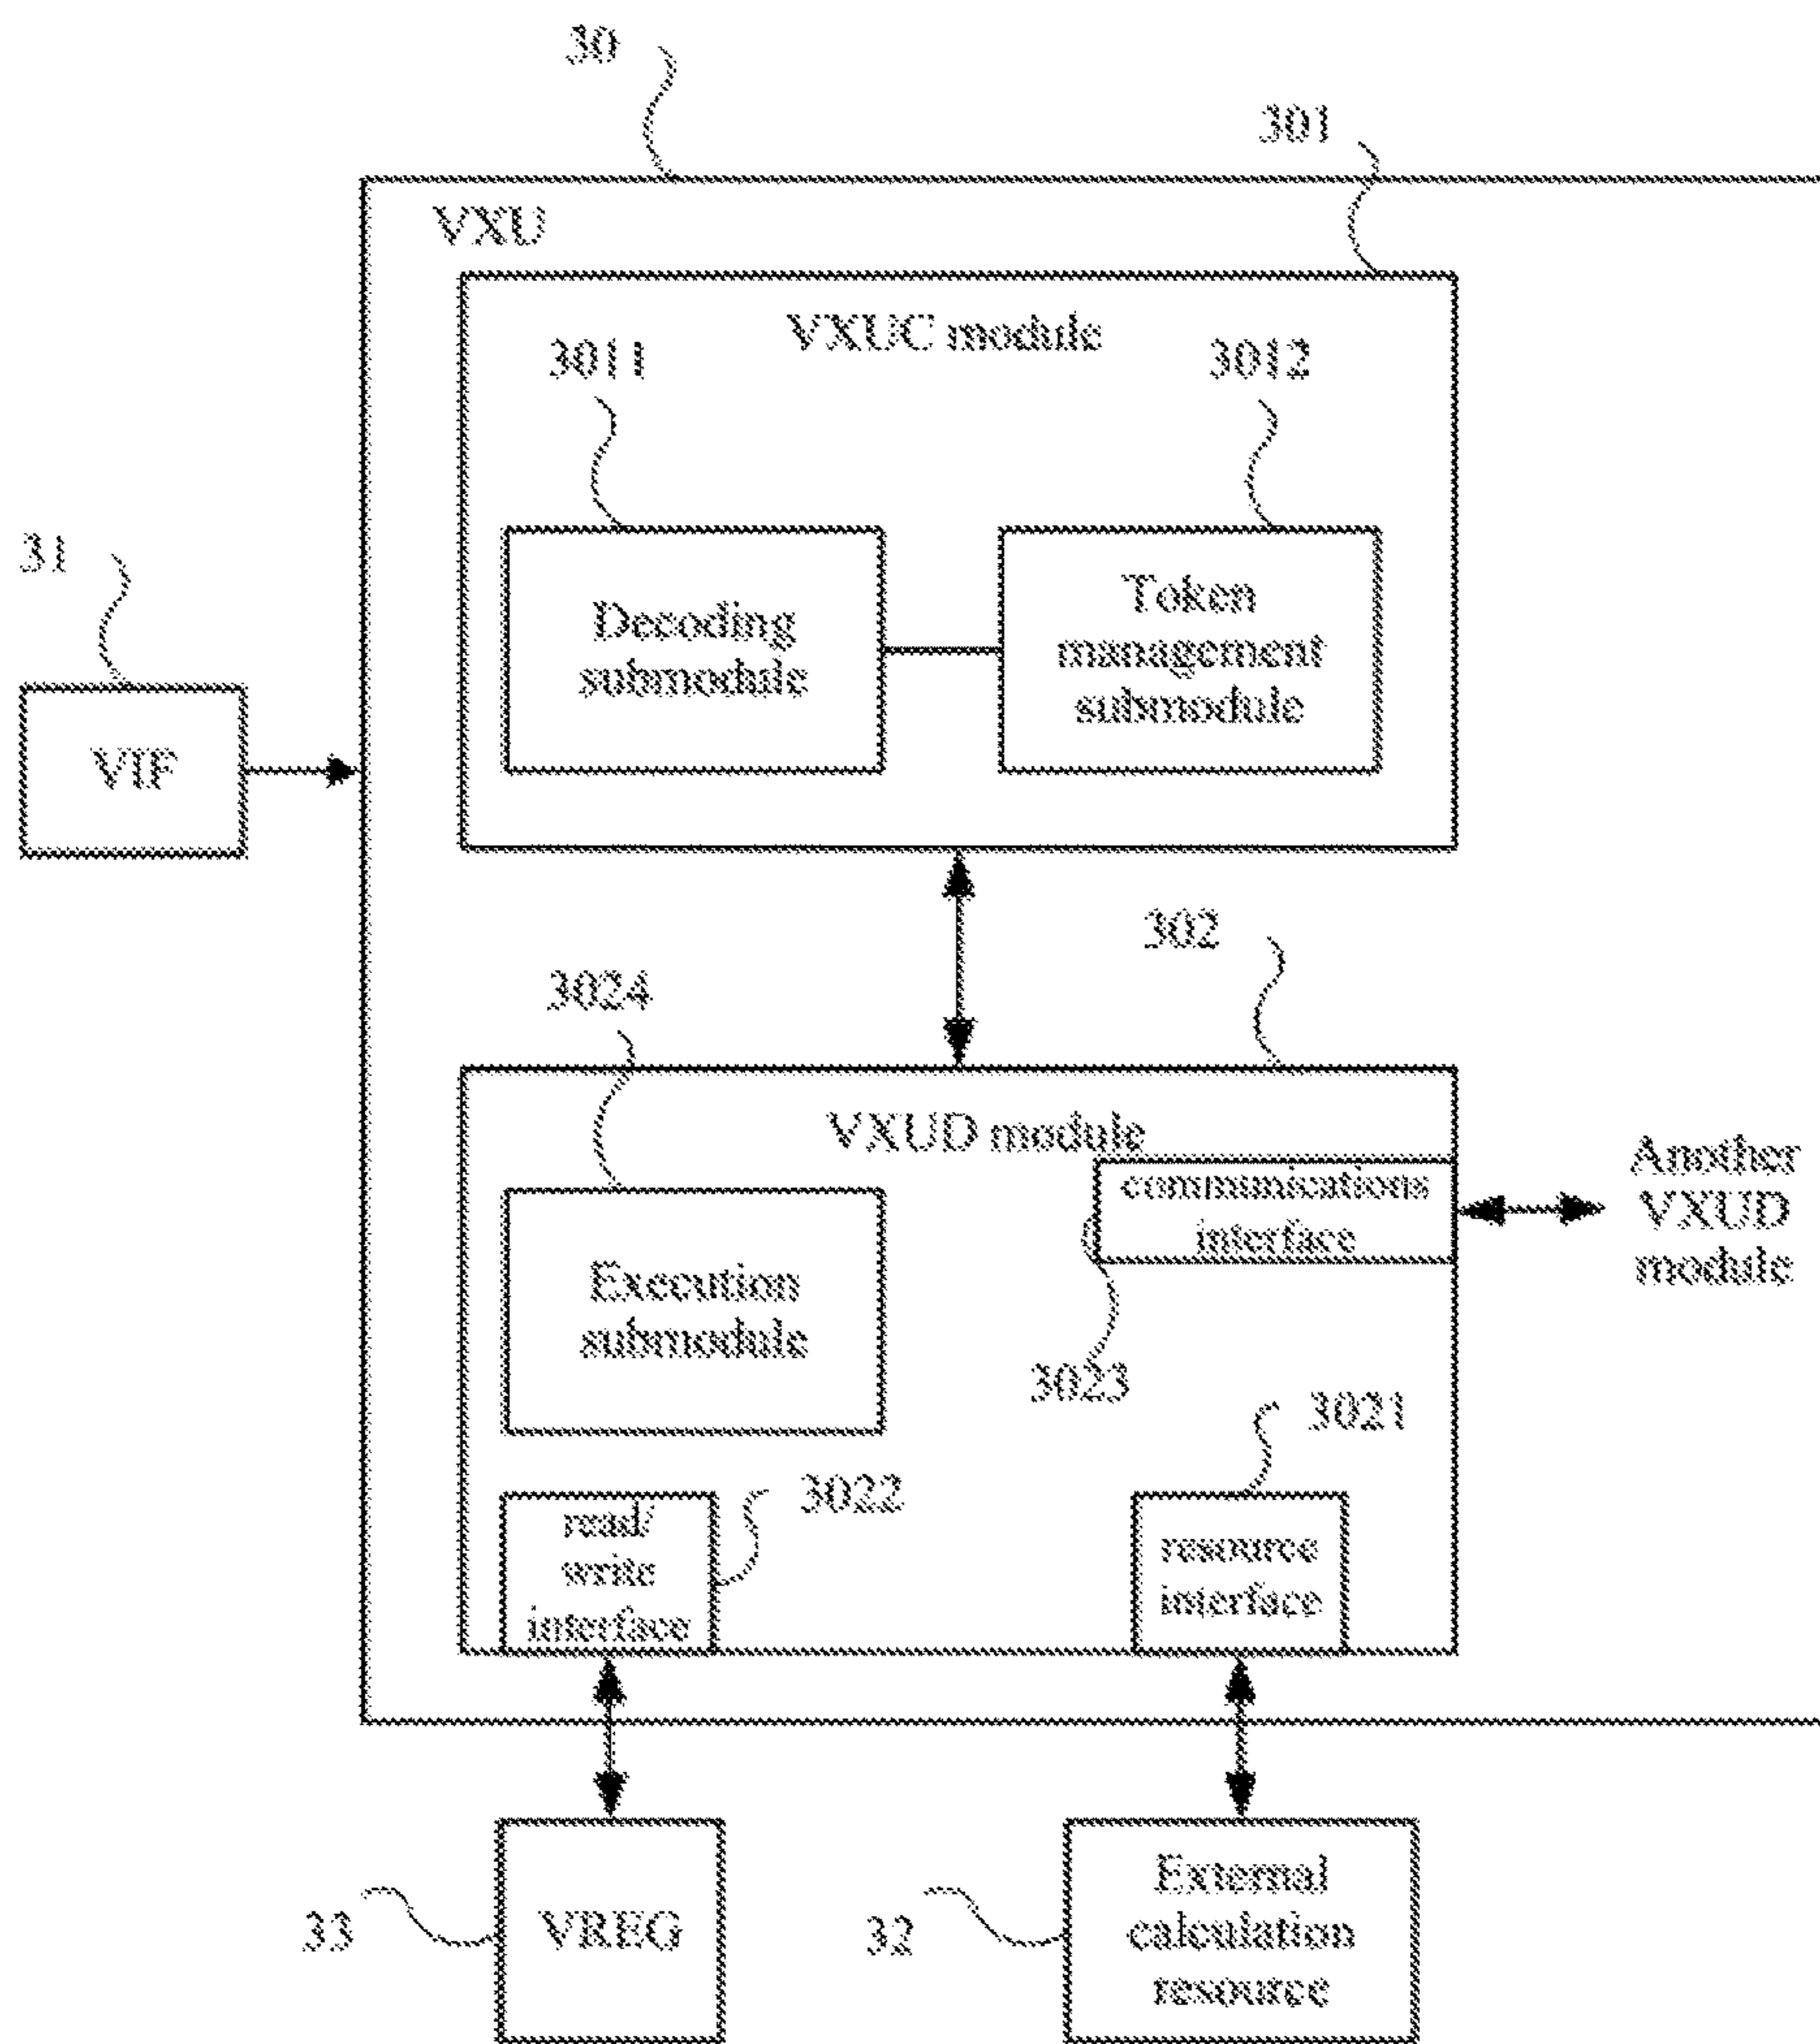 30
301
VXU
VXUC module
3011
3012
31
Decoding
submodule
Token
management
submodule
VIF
302
3024
VXUD module
communications
interface
Another
VXUD
module
Execution
submodule
3023
3021
3022
read/
write
interface
resource
interface
33
VREG
32
External
calculation
resource